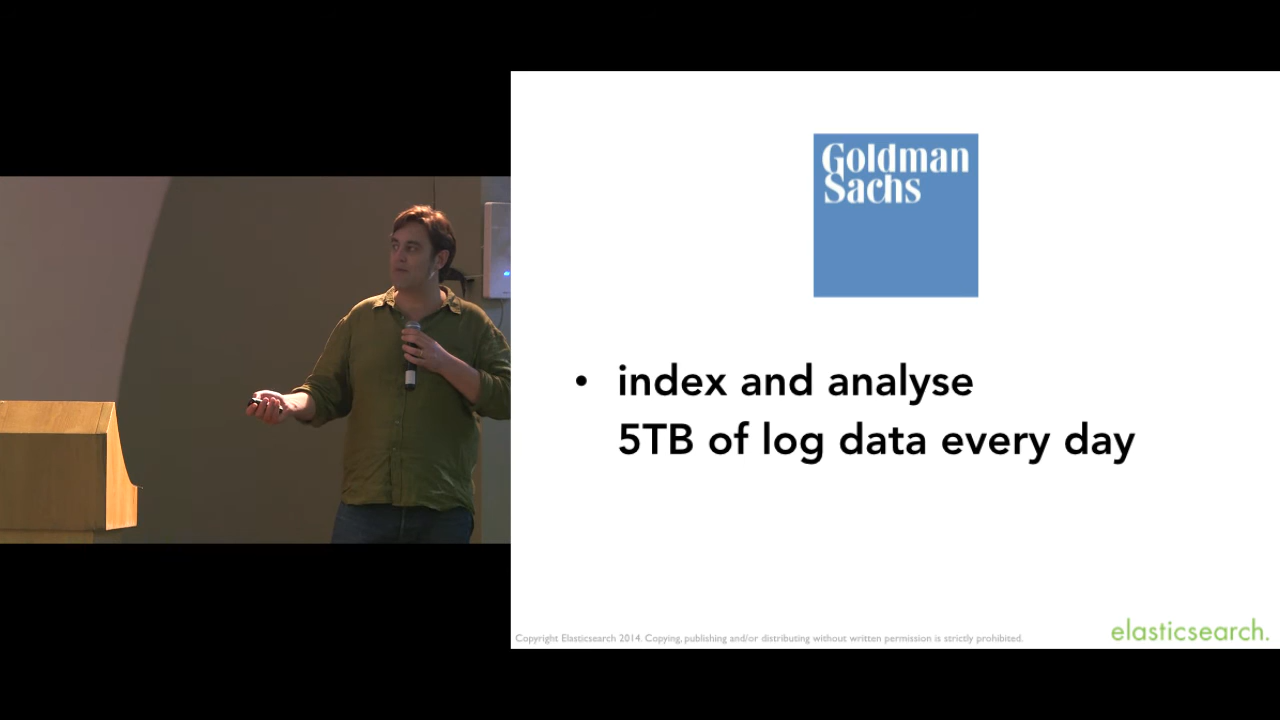 Goldman
Sachs
• index and analyse
5TB of log data every day
Copyright Elasticsearch 2014. Copying, publishing and/or distributing without written permission is strictly prohibited.
elasticsearch.